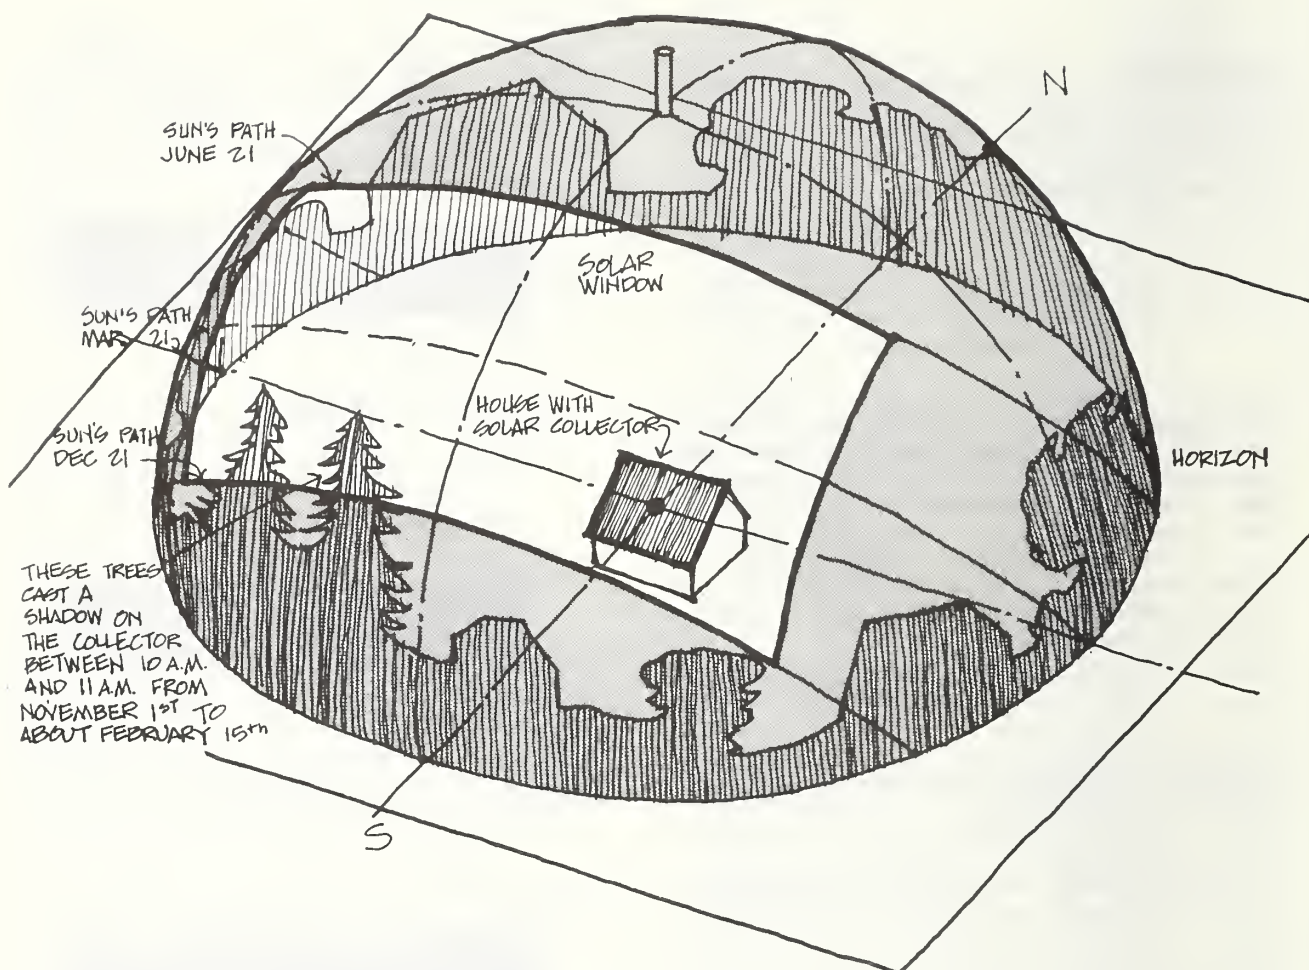 N
SUN'S PATH
JUNE 21
SOLAR
WINDOW
SUN'S PATH
MAR 21
HOUSE WITH
SOLAR COLLECTOR
SUN'S PATH
DEC 21
HORIZON
THESE TREES
CAST A
SHADOW ON
THE COLLECTOR
BETWEEN 10 A.M.
AND 11 A.M. FROM
NOVEMBER 1ST TO
ABOUT FEBRUARY 15th
S